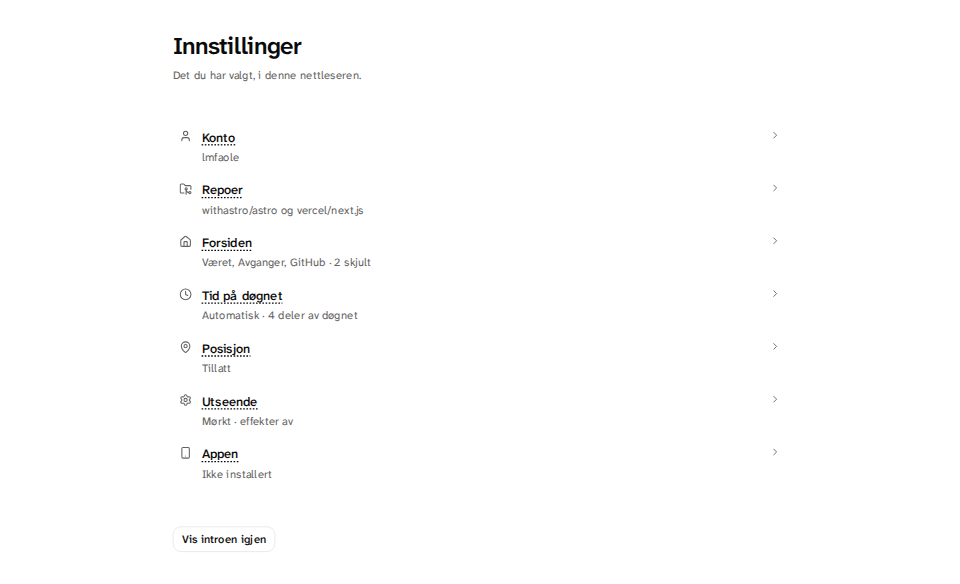 Innstillinger
Det du har valgt, i denne nettleseren.
Konto
lmfaole
Repoer
withastro/astro og vercel/next.js
Forsiden
Været, Avganger, GitHub · 2 skjult
Tid på døgnet
Automatisk · 4 deler av døgnet
Posisjon
Tillatt
Utseende
Mørkt · effekter av
Appen
Ikke installert
Vis introen igjen